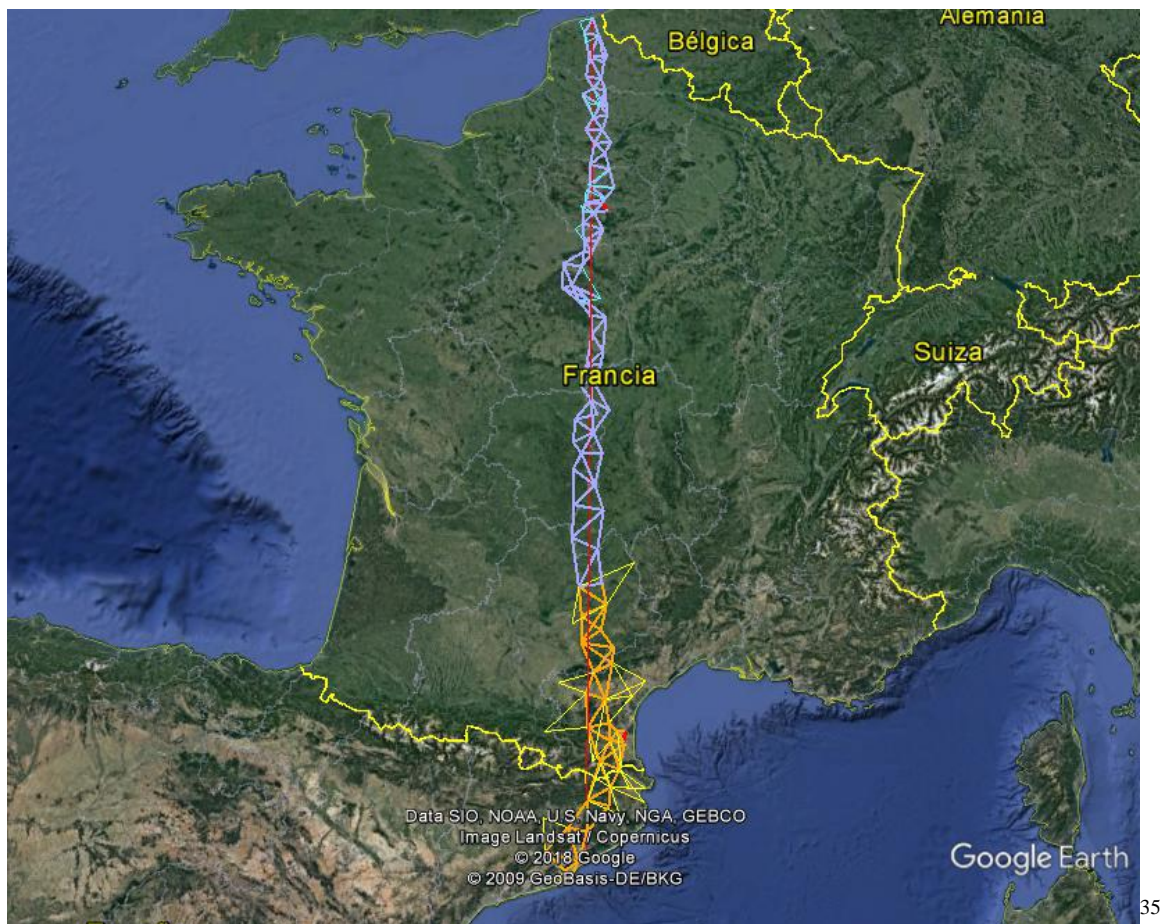 Alemania
Bélgica
Suiza
Francia
Data SIO, NOAA, U.S. Navy, NGA, GEBCO
Image Landsat / Copernicus
© 2018 Google
© 2009 GeoBasis-DE/BKG
Google Earth
35